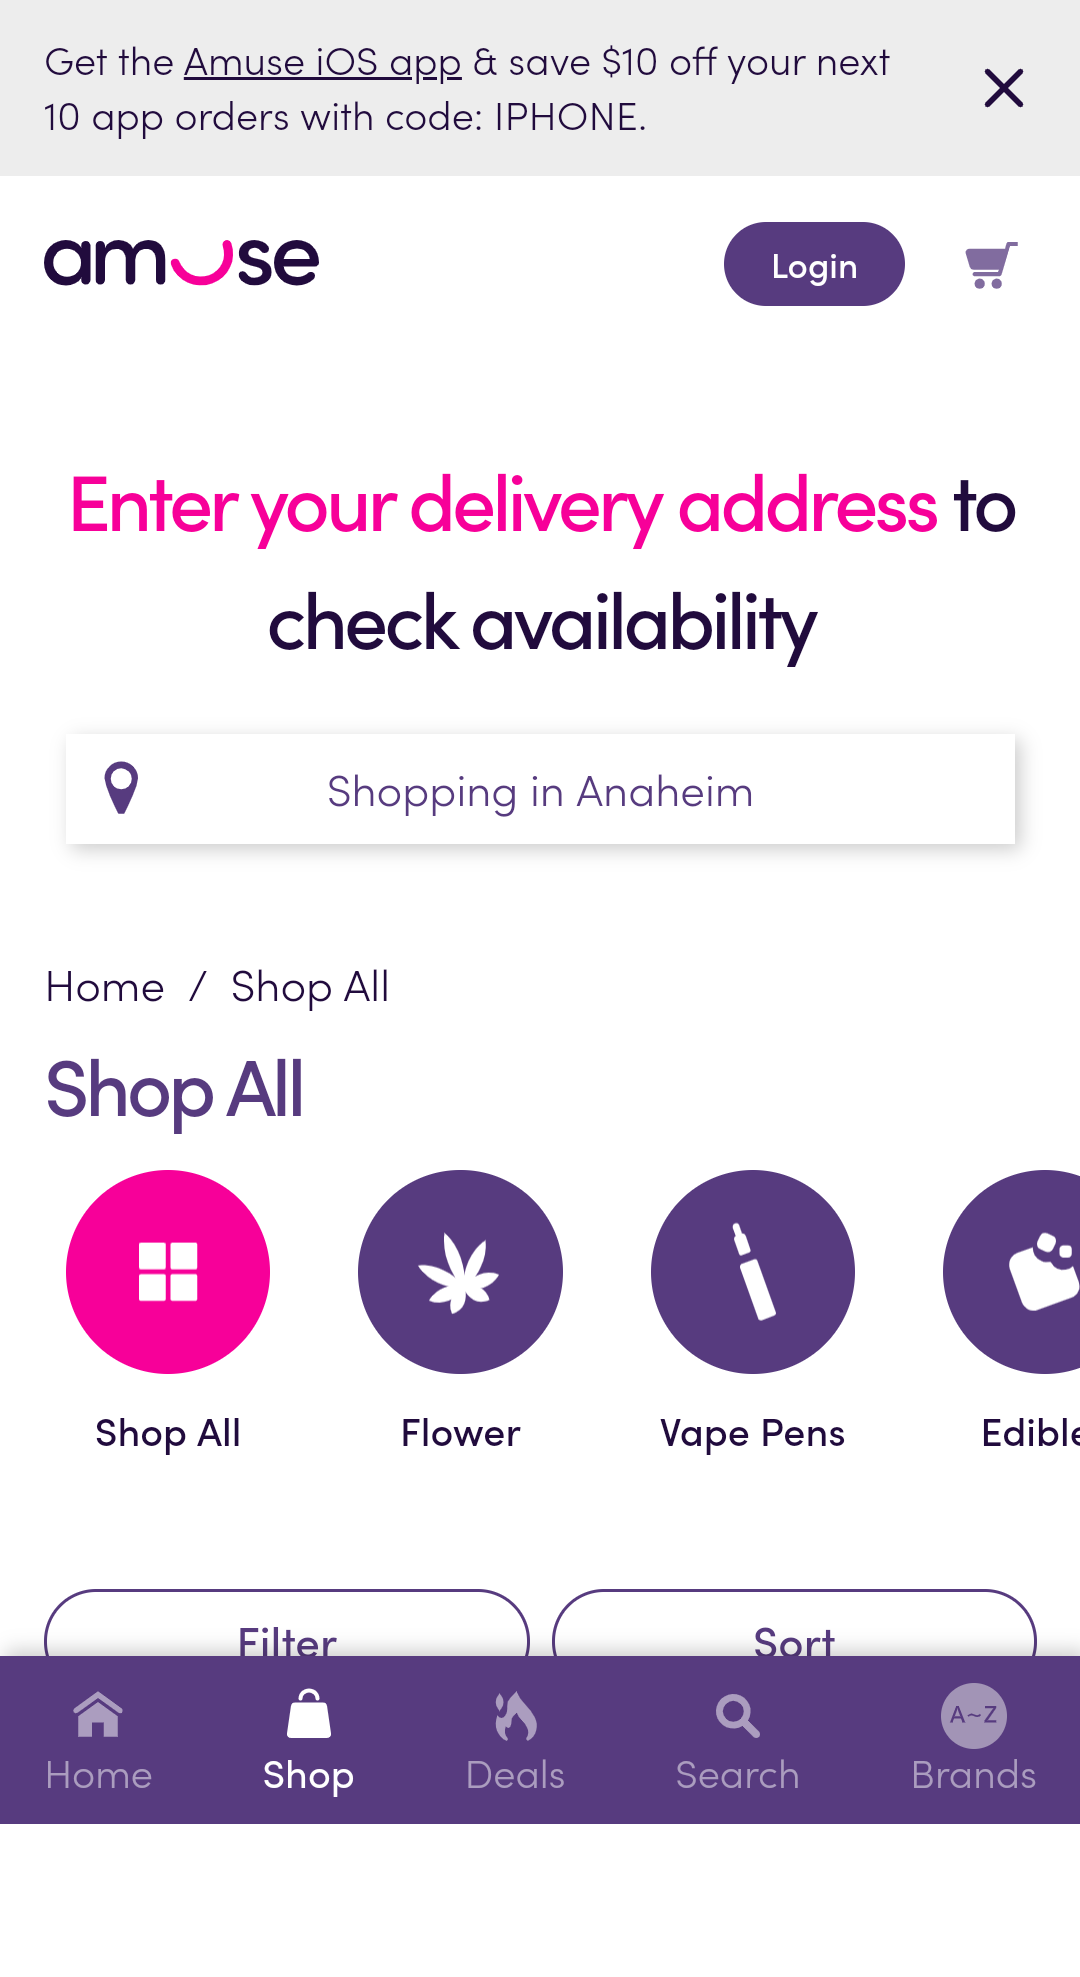 Get the Amuse iOS app & save $10 off your next
10 app orders with code: IPHONE.
amuse
Login
Enter your delivery address to
check availability
Shopping in Anaheim
Home / Shop All
Shop All
Shop All
Flower
Vape Pens
Edible
Filter
Sort
A~Z
Home
Shop
Deals
Search
Brands